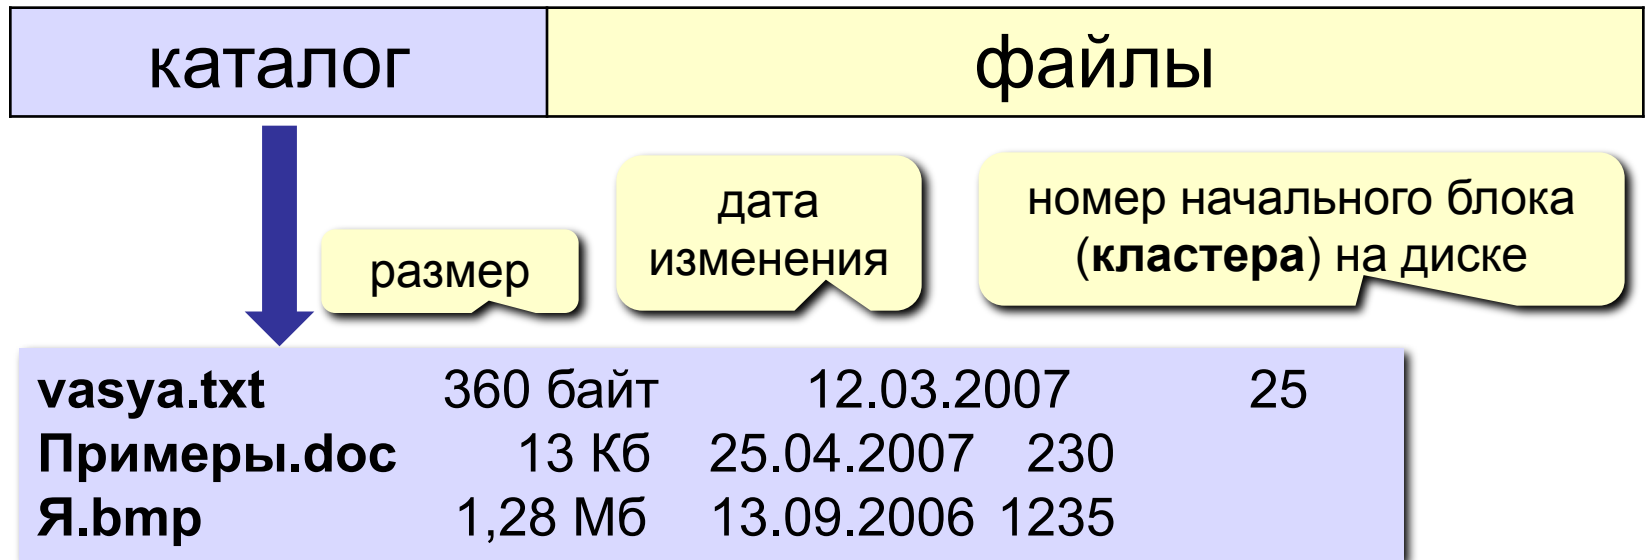 каталог файлы
размер
дата
изменения
номер начального блока
(кластера) на диске
vasya.txt 360 байт 12.03.2007 25
Примеры.doc 13 Кб 25.04.2007 230
Я.bmp 1,28 Мб 13.09.2006 1235